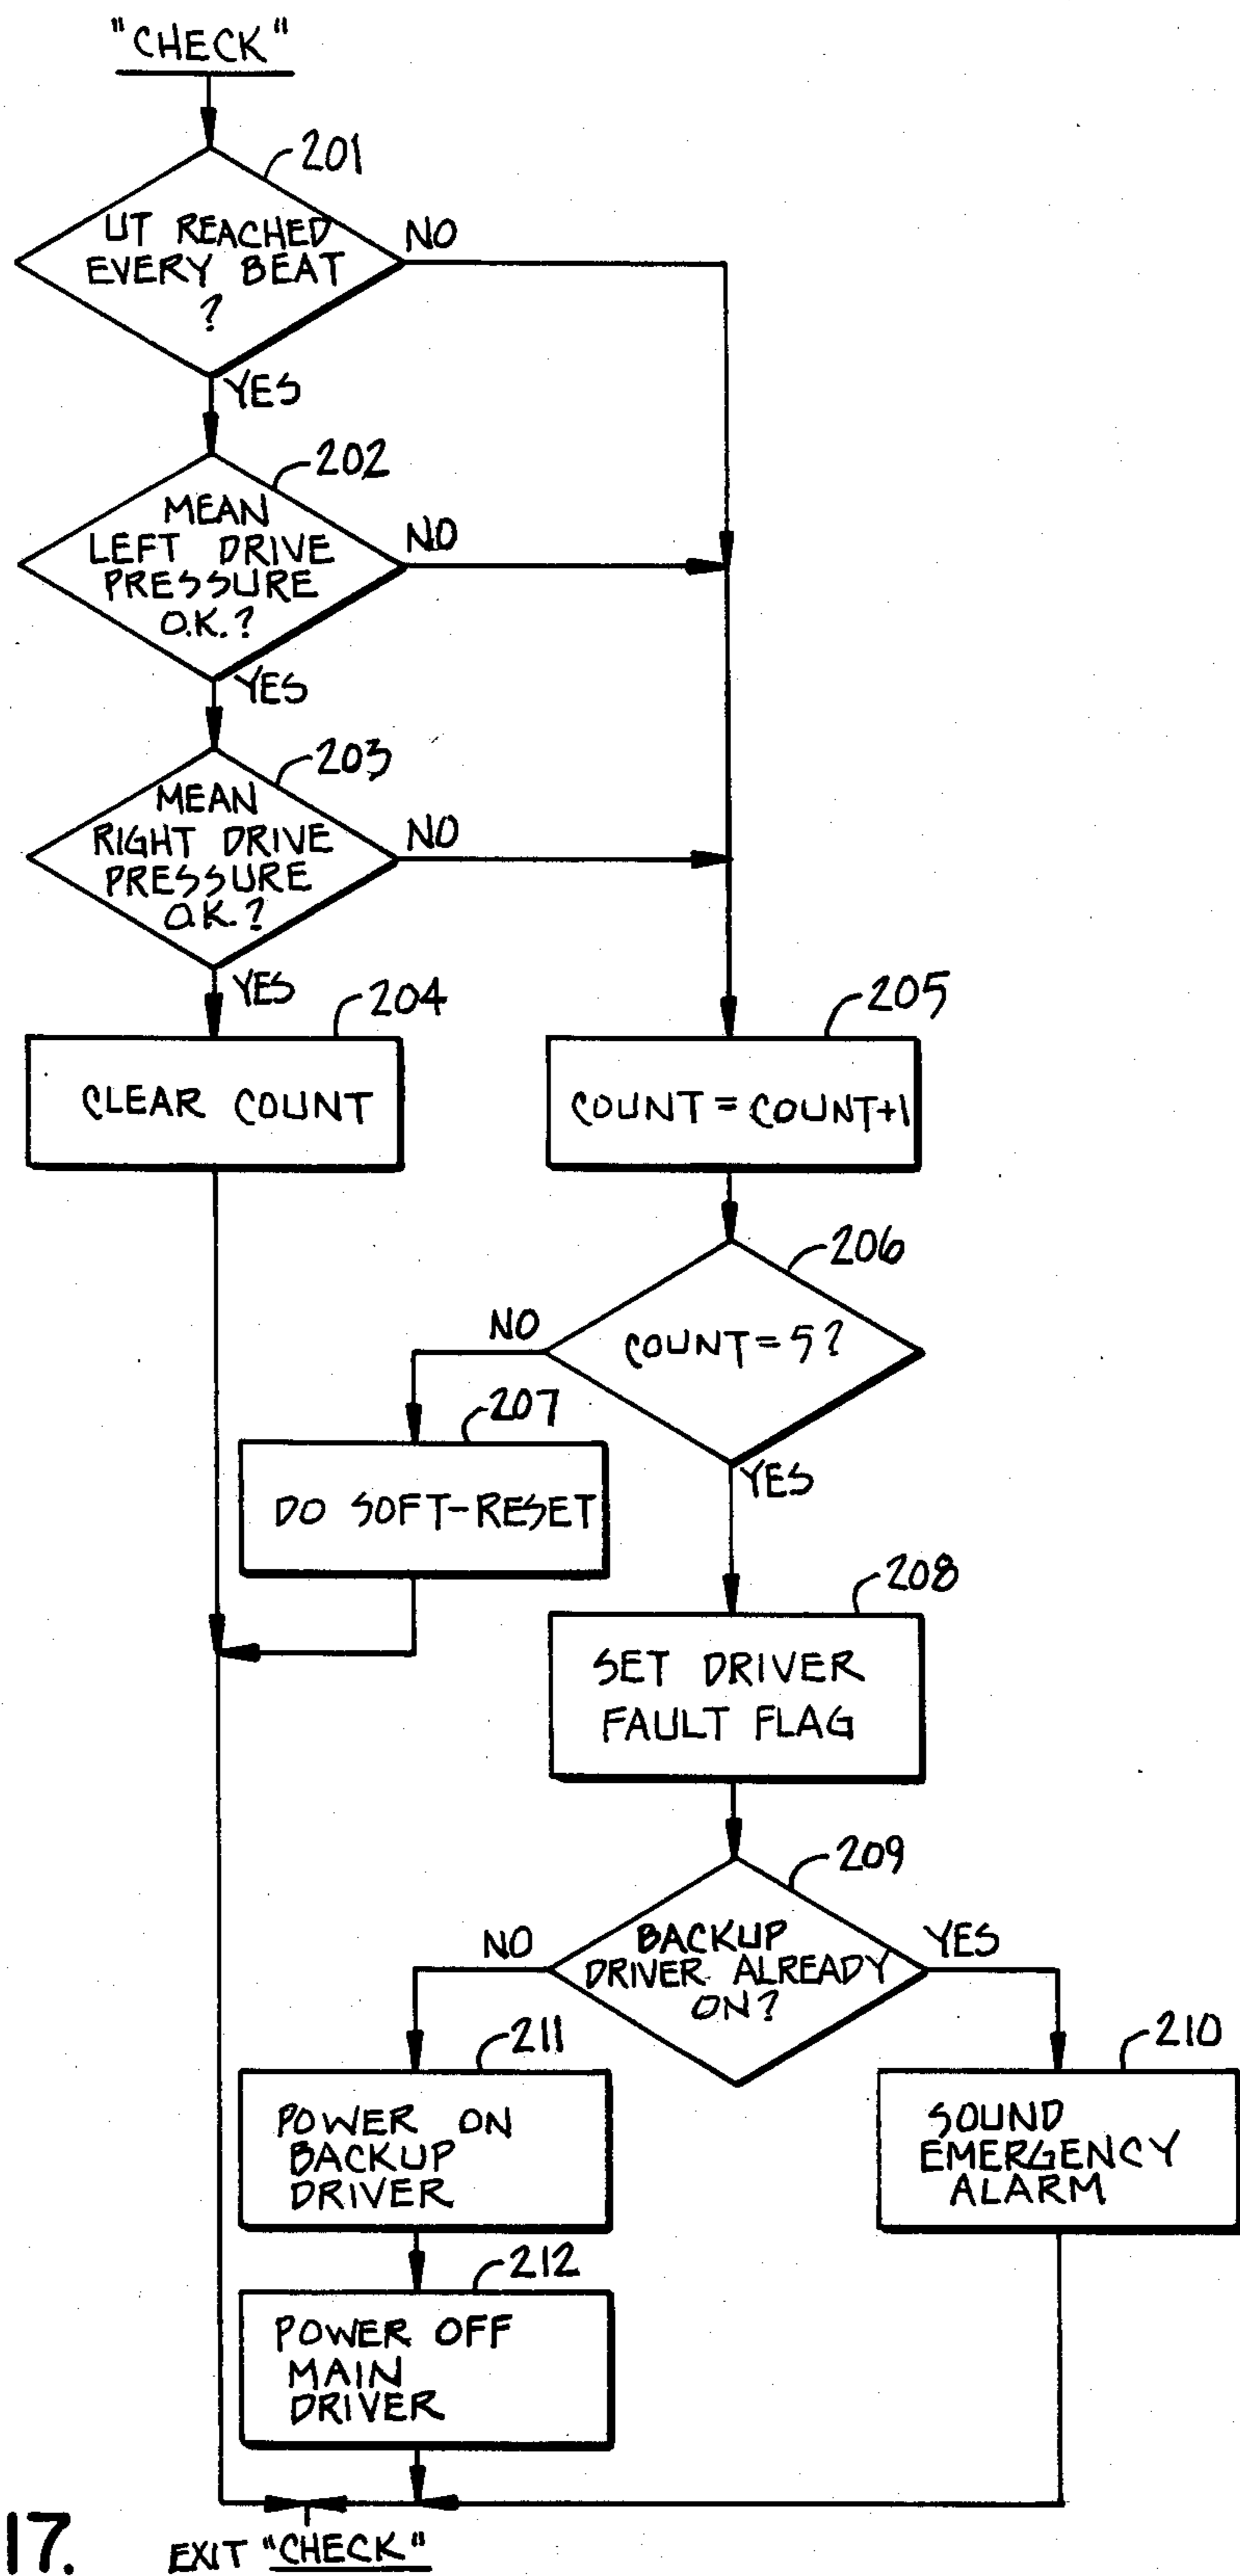 "CHECK"
201
UT REACHED
EVERY BEAT
?
NO
YES
202
MEAN
LEFT DRIVE
PRESSURE
O.K.?
NO
YES
203
MEAN
RIGHT DRIVE
PRESSURE
O.K.?
NO
YES
204
CLEAR COUNT
205
COUNT = COUNT+1
206
COUNT = 5?
NO
YES
207
DO SOFT-RESET
208
SET DRIVER
FAULT FLAG
209
BACKUP
DRIVER ALREADY
ON?
NO
YES
211
POWER ON
BACKUP
DRIVER
210
SOUND
EMERGENCY
ALARM
212
POWER OFF
MAIN
DRIVER
17.
EXIT "CHECK"